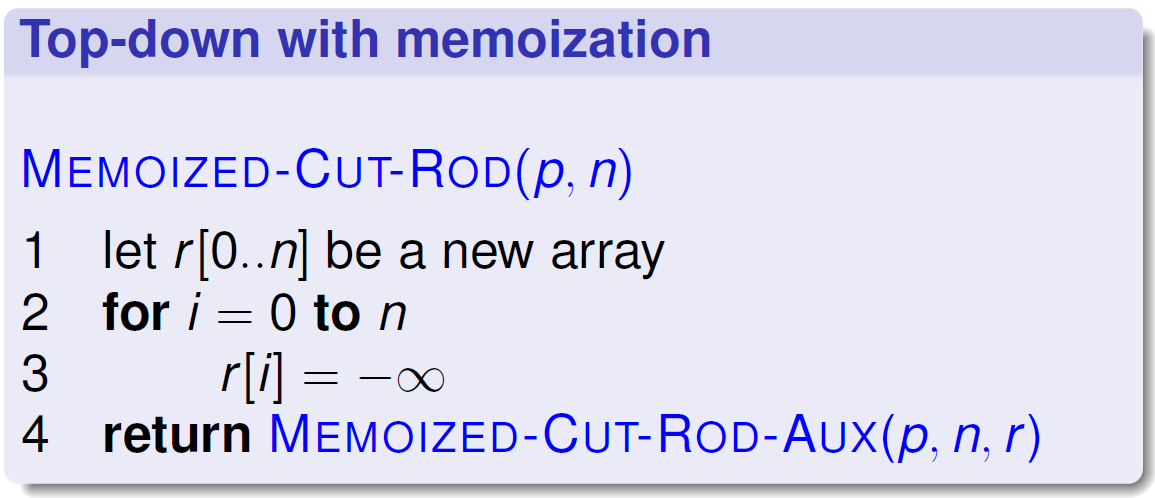 Top-down with memoization
MEMOIZED-CUT-ROD(p, n)
1 let r[0..n] be a new array
2 for i = 0 to n
3 r[i] = −∞
4 return MEMOIZED-CUT-ROD-AUX(p, n, r)